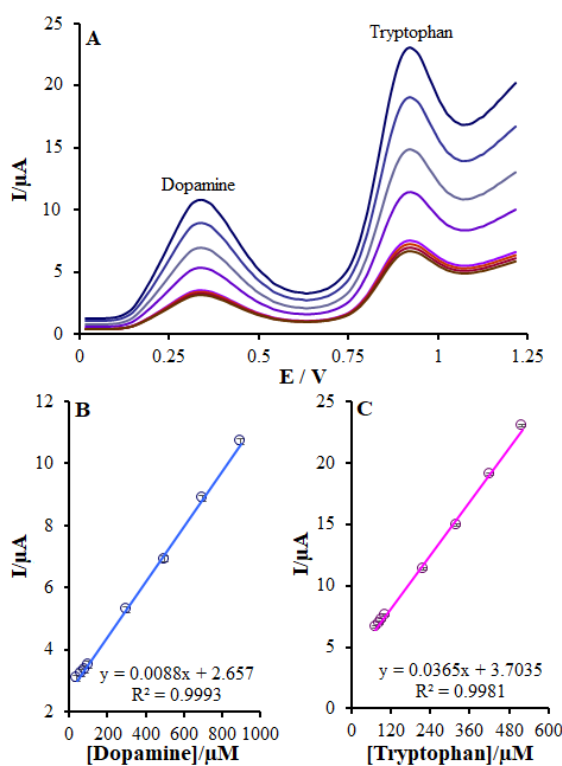 A
Tryptophan
Dopamine
I/µA
25
20
15
10
5
0
0 0.25 0.5 0.75 1 1.25
E / V
B
I/µA
12
10
8
6
4
2
y = 0.0088x + 2.657
R² = 0.9993
0 200 400 600 800 1000
[Dopamine]/µM
C
I/µA
25
20
15
10
5
0
y = 0.0365x + 3.7035
R² = 0.9981
0 120 240 360 480 600
[Tryptophan]/µM